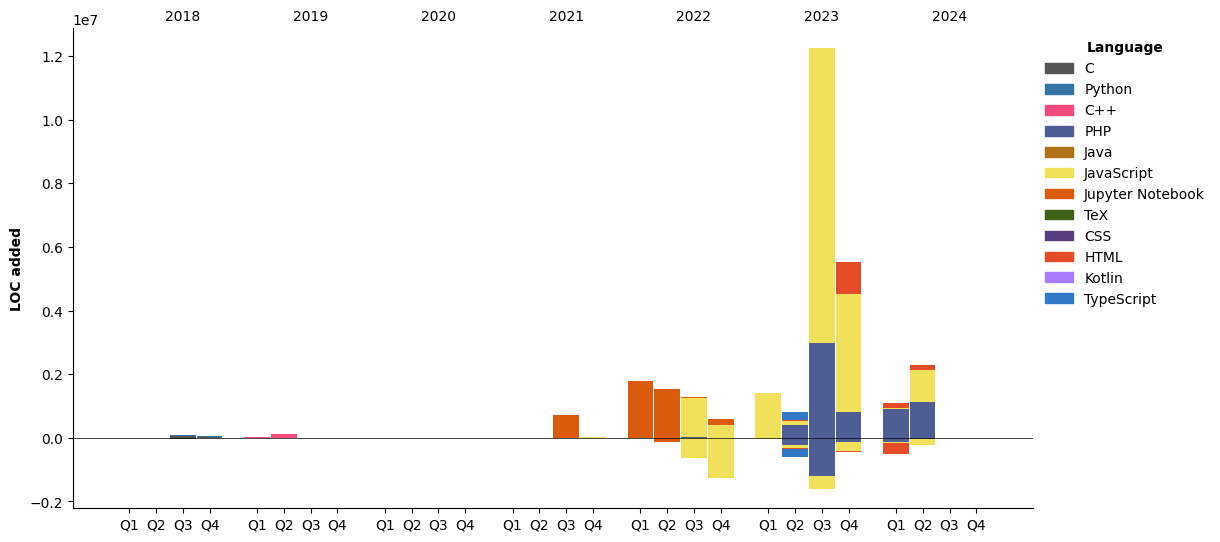 1e7
2018 2019 2020 2021 2022 2023 2024
Language
C
Python
C++
PHP
Java
JavaScript
Jupyter Notebook
TeX
CSS
HTML
Kotlin
TypeScript
LOC added
1.2
1.0
0.8
0.6
0.4
0.2
0.0
−0.2
Q1 Q2 Q3 Q4 Q1 Q2 Q3 Q4 Q1 Q2 Q3 Q4 Q1 Q2 Q3 Q4 Q1 Q2 Q3 Q4 Q1 Q2 Q3 Q4 Q1 Q2 Q3 Q4